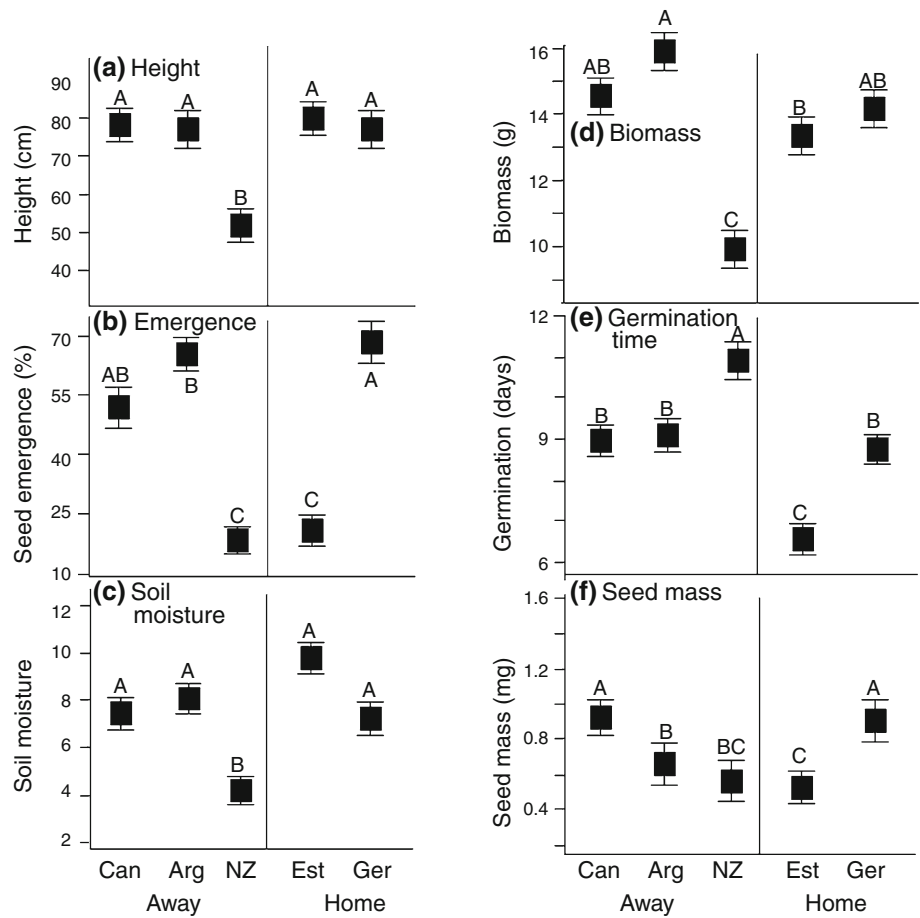 (a) Height
Height (cm)
90
80
70
60
50
40
A
A
B
A
A
(b) Emergence
Seed emergence (%)
70
55
40
25
10
AB
B
C
C
A
(c) Soil
moisture
Soil moisture
12
10
8
6
4
2
A
A
B
A
A
Can Arg NZ Est Ger
Away Home
(d) Biomass
Biomass (g)
16
14
12
10
AB
A
C
B
AB
(e) Germination
time
Germination (days)
12
9
6
B
B
A
C
B
(f) Seed mass
Seed mass (mg)
1.6
1.2
0.8
0.4
A
B
BC
C
A
Can Arg NZ Est Ger
Away Home